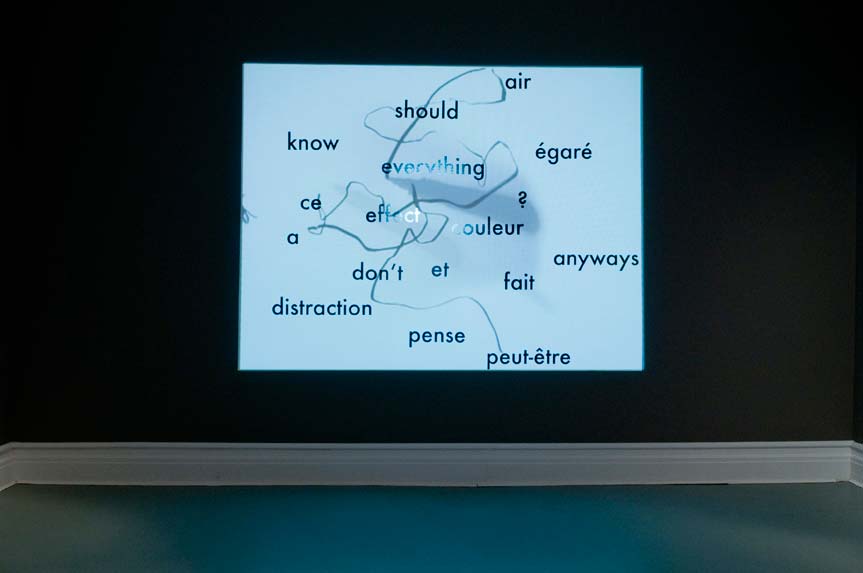 air
should
know
égaré
everything
ce
?
effect
a
couleur
anyways
don't
et
fait
distraction
pense
peut-être